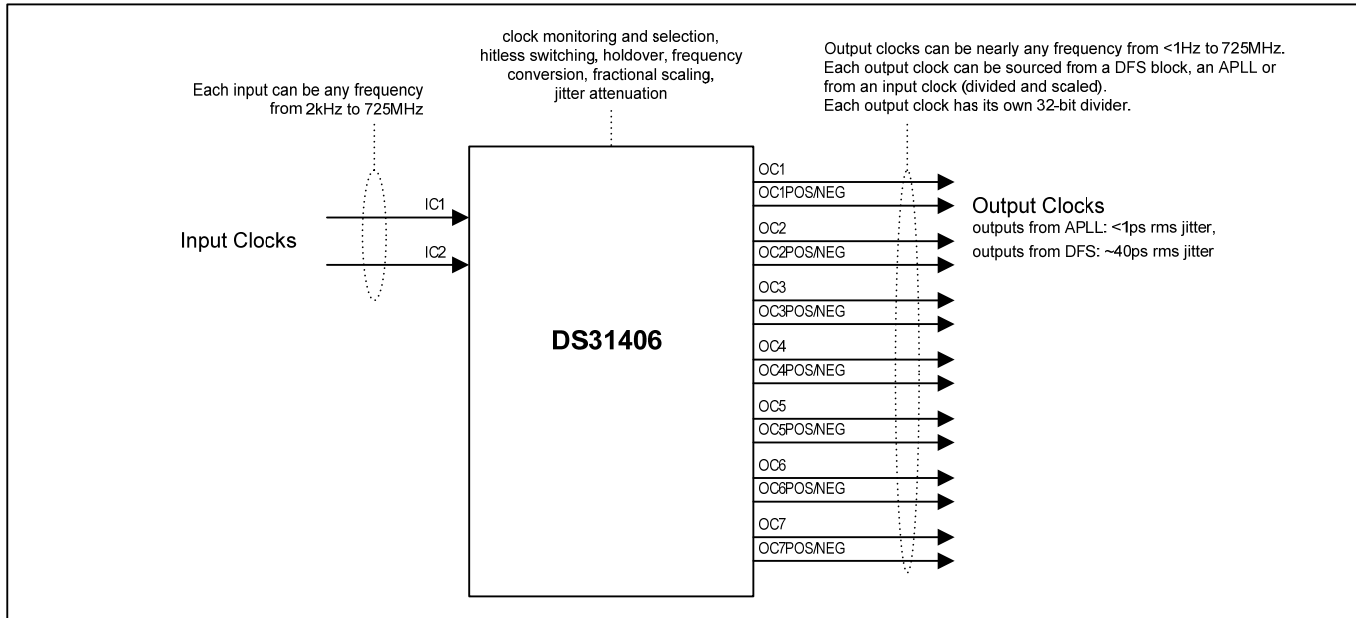 clock monitoring and selection,
hitless switching, holdover, frequency
conversion, fractional scaling,
jitter attenuation
Output clocks can be nearly any frequency from <1Hz to 725MHz.
Each output clock can be sourced from a DFS block, an APLL or
from an input clock (divided and scaled).
Each output clock has its own 32-bit divider.
Each input can be any frequency
from 2kHz to 725MHz
Input Clocks
IC1
IC2
DS31406
OC1
OC1POS/NEG
OC2
OC2POS/NEG
OC3
OC3POS/NEG
OC4
OC4POS/NEG
OC5
OC5POS/NEG
OC6
OC6POS/NEG
OC7
OC7POS/NEG
Output Clocks
outputs from APLL: <1ps rms jitter,
outputs from DFS: ~40ps rms jitter